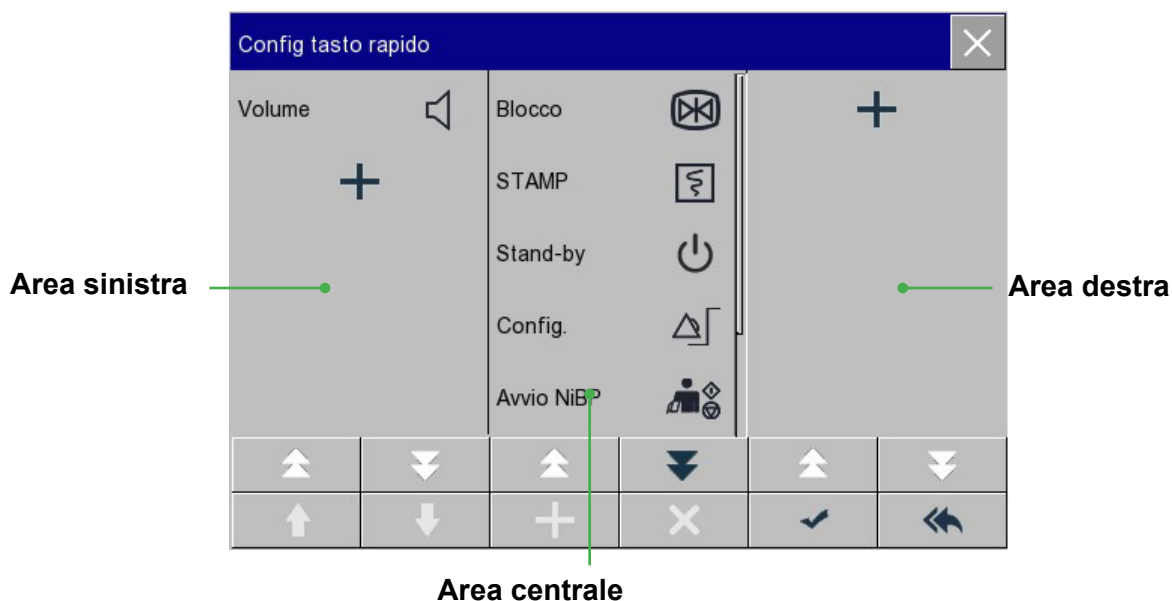 Config tasto rapido
Volume
Blocco
STAMP
Stand-by
Config.
Avvio NiBP
Area sinistra
Area destra
Area centrale